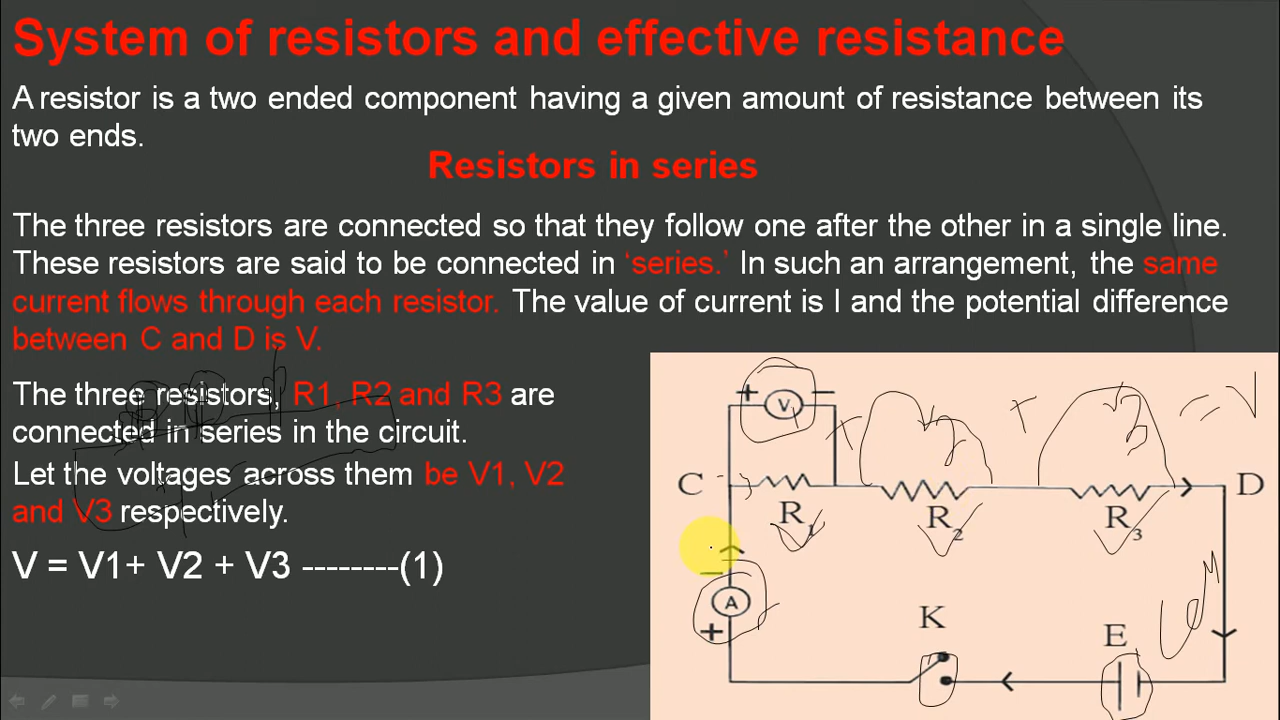 System of resistors and effective resistance
A resistor is a two ended component having a given amount of resistance between its
two ends.
Resistors in series
The three resistors are connected so that they follow one after the other in a single line.
These resistors are said to be connected in ‘series.’ In such an arrangement, the same
current flows through each resistor. The value of current is I and the potential difference
between C and D is V.
The three resistors, R1, R2 and R3 are
connected in series in the circuit.
Let the voltages across them be V1, V2
and V3 respectively.
V = V1+ V2 + V3 --------(1)
+ V −
+ V2 + V3 = V
C D
R1 R2 R3
−
A
+
K E